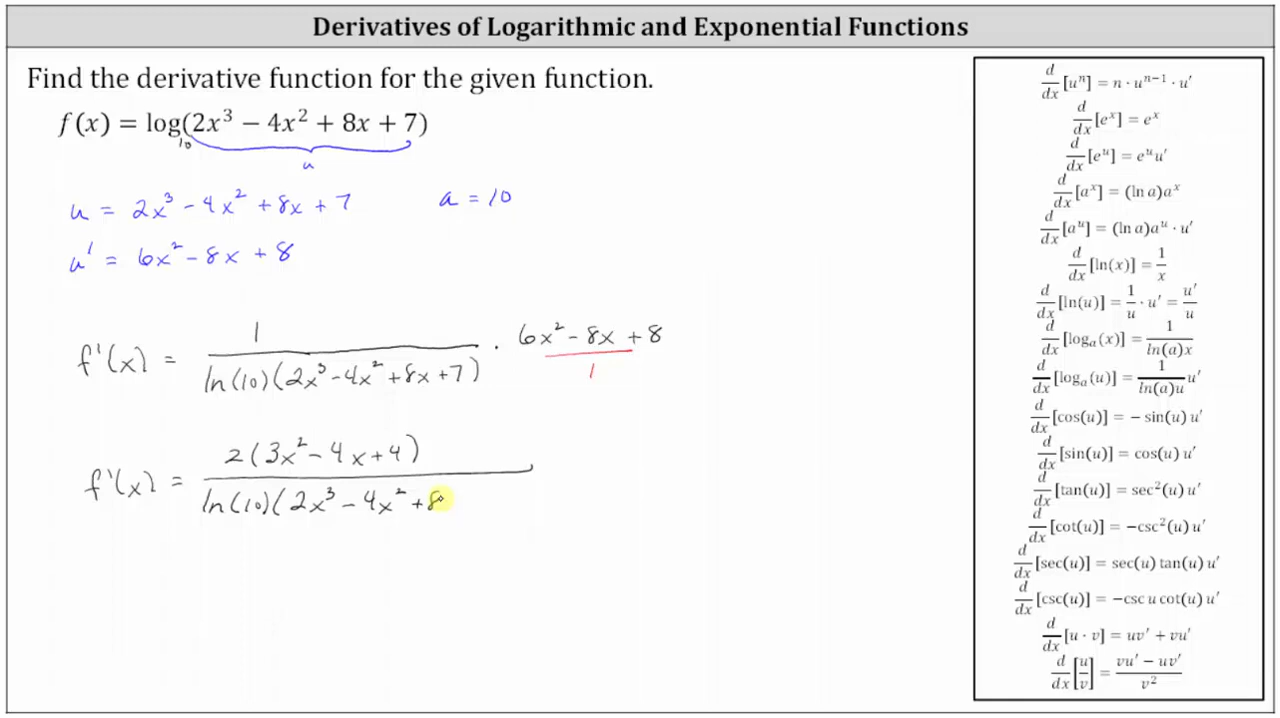 Derivatives of Logarithmic and Exponential Functions
Find the derivative function for the given function.
f(x) = log(2x³ − 4x² + 8x + 7)
10
u
u = 2x³ − 4x² + 8x + 7 a = 10
u' = 6x² − 8x + 8
f'(x) = 1 / ln(10)(2x³ − 4x² + 8x + 7) · 6x² − 8x + 8 / 1
f'(x) = 2(3x² − 4x + 4) / ln(10)(2x³ − 4x² + 8
d/dx [uⁿ] = n · uⁿ⁻¹ · u'
d/dx [eˣ] = eˣ
d/dx [eᵘ] = eᵘ u'
d/dx [aˣ] = (ln a)aˣ
d/dx [aᵘ] = (ln a)aᵘ · u'
d/dx [ln(x)] = 1/x
d/dx [ln(u)] = 1/u · u' = u'/u
d/dx [logₐ(x)] = 1/ln(a)x
d/dx [logₐ(u)] = 1/ln(a)u u'
d/dx [cos(u)] = − sin(u) u'
d/dx [sin(u)] = cos(u) u'
d/dx [tan(u)] = sec²(u) u'
d/dx [cot(u)] = −csc²(u) u'
d/dx [sec(u)] = sec(u) tan(u) u'
d/dx [csc(u)] = −csc u cot(u) u'
d/dx [u · v] = uv' + vu'
d/dx [u/v] = vu' − uv' / v²